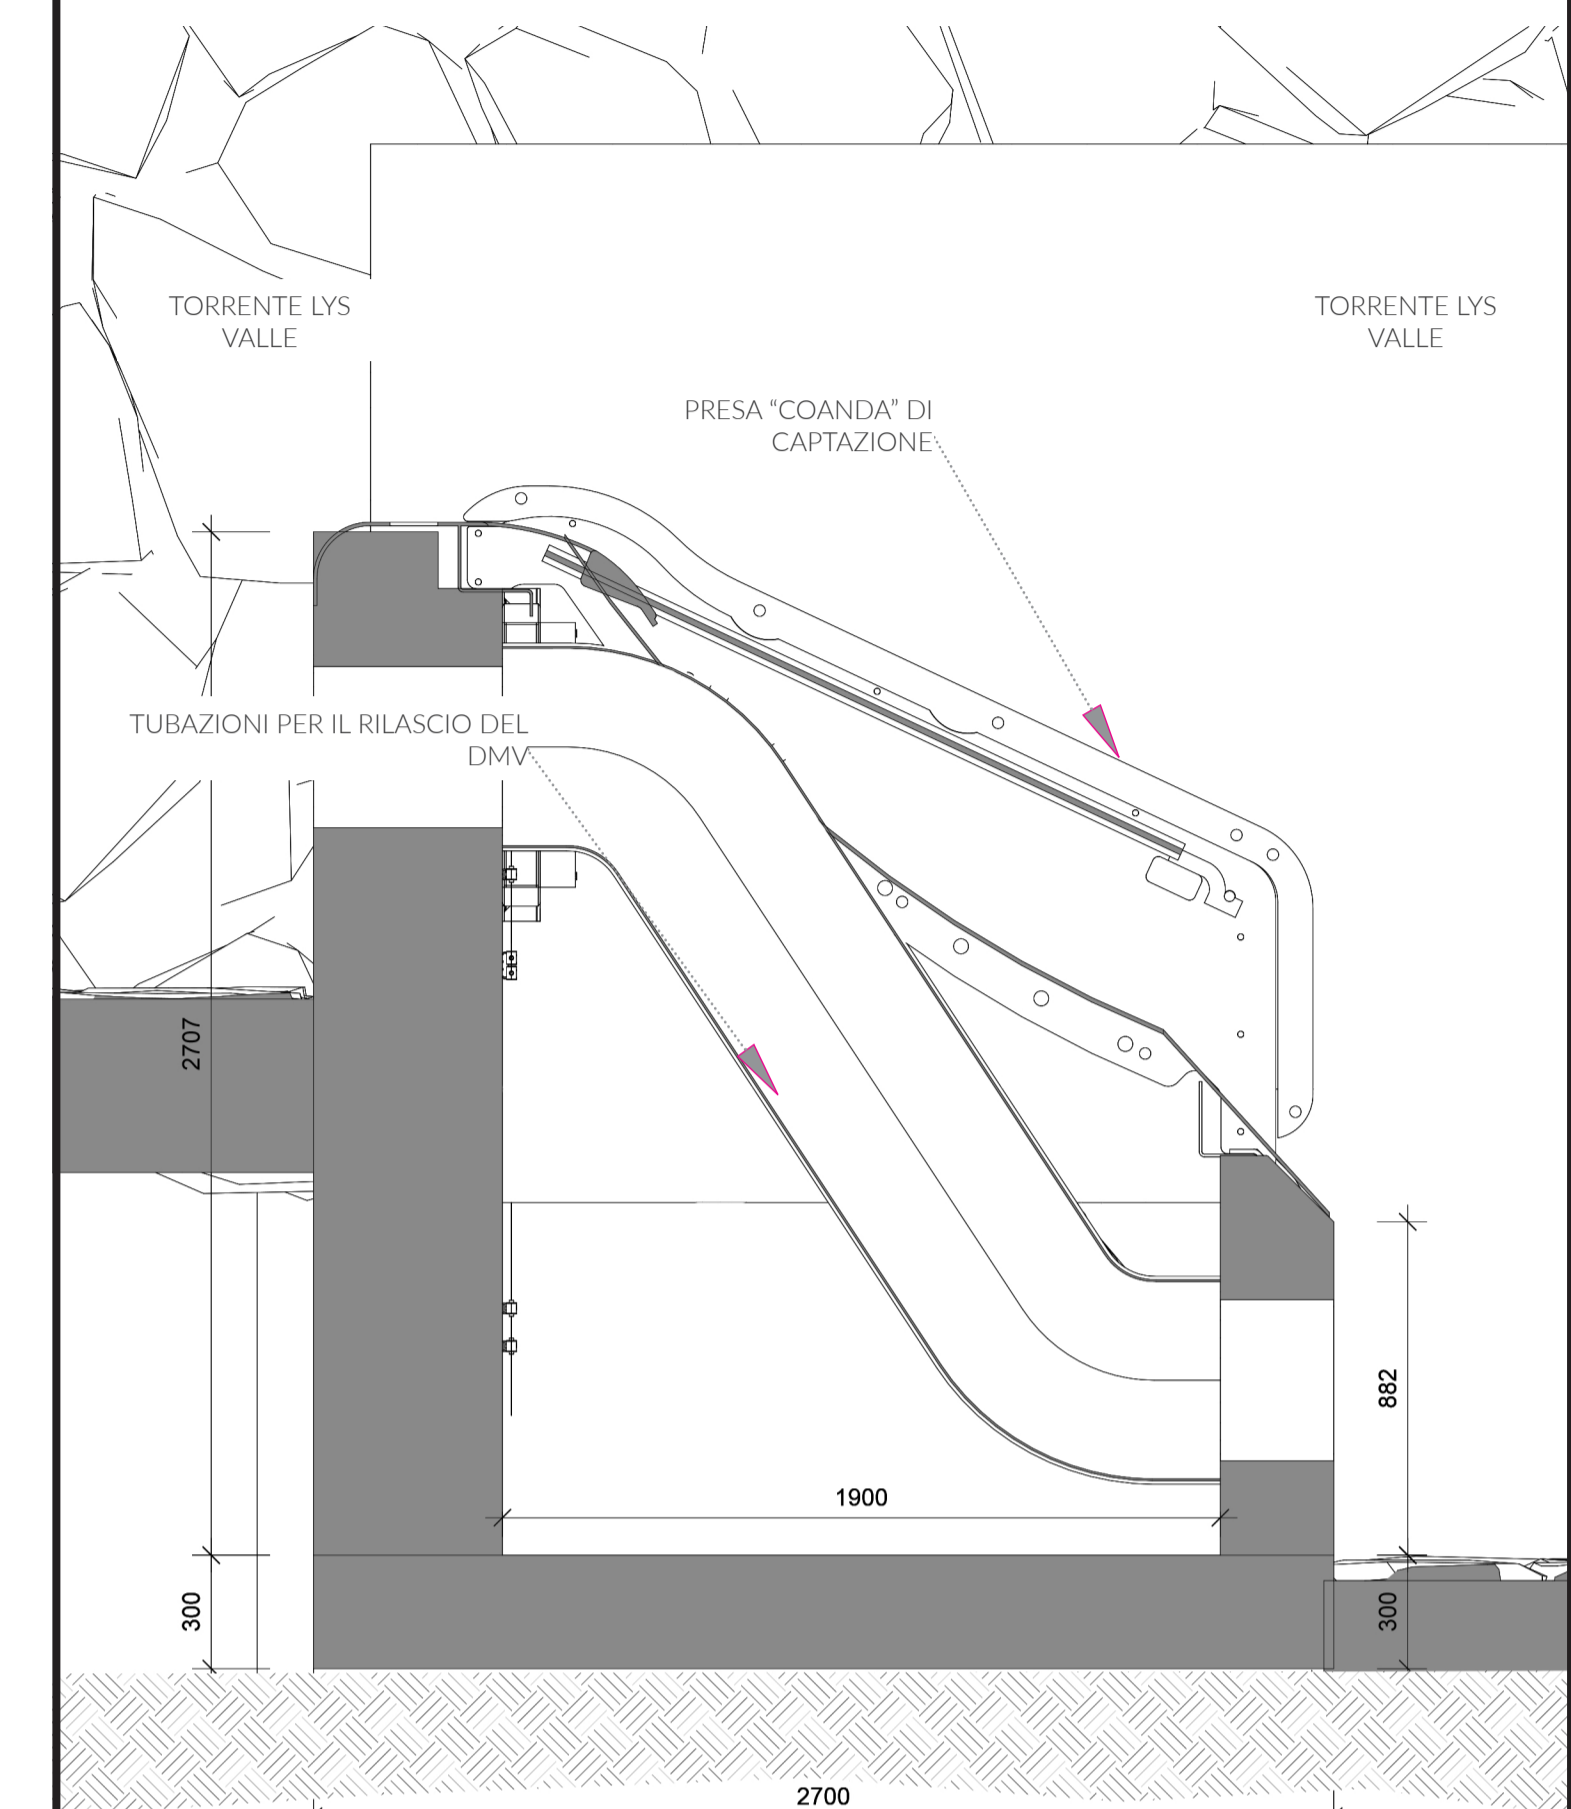 TORRENTE LYS
VALLE
TORRENTE LYS
VALLE
PRESA “COANDA” DI
CAPTAZIONE
TUBAZIONI PER IL RILASCIO DEL
DMV
2707
882
1900
300
300
2700